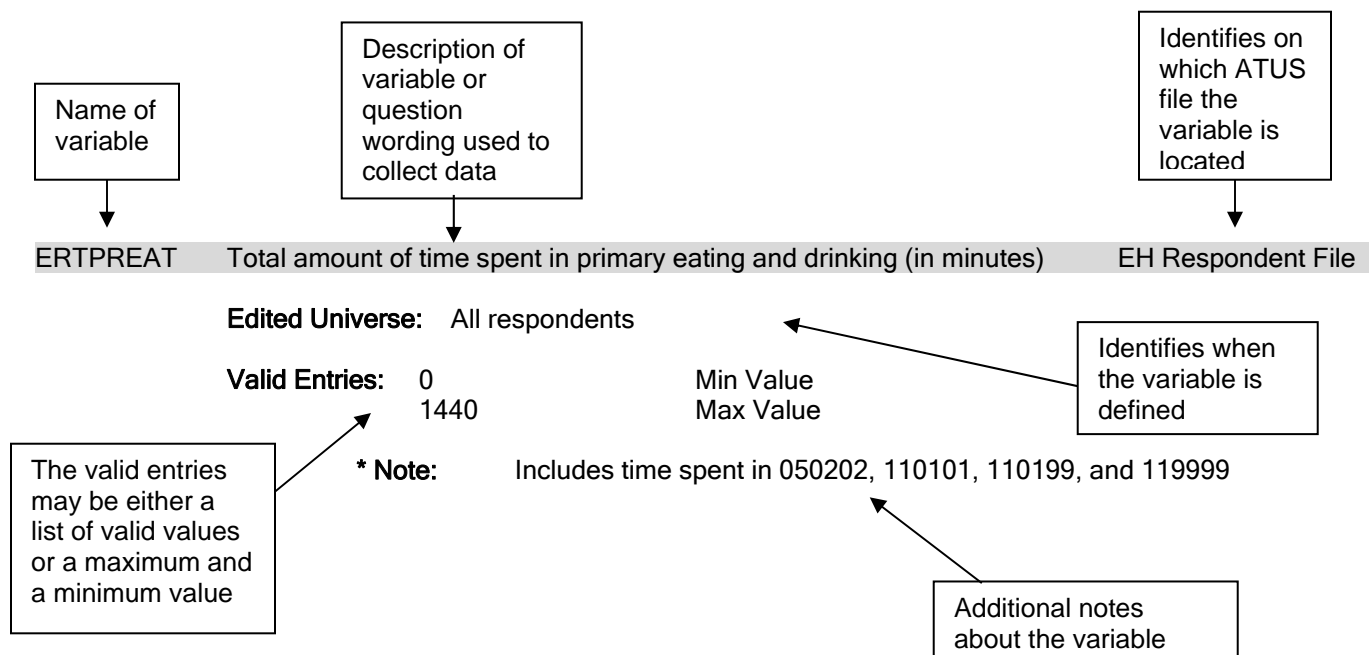 Name of
variable
Description of
variable or
question
wording used to
collect data
Identifies on
which ATUS
file the
variable is
located
ERTPREAT Total amount of time spent in primary eating and drinking (in minutes) EH Respondent File
Edited Universe: All respondents
Identifies when
the variable is
defined
Valid Entries: 0 Min Value
1440 Max Value
The valid entries
may be either a
list of valid values
or a maximum and
a minimum value
* Note: Includes time spent in 050202, 110101, 110199, and 119999
Additional notes
about the variable